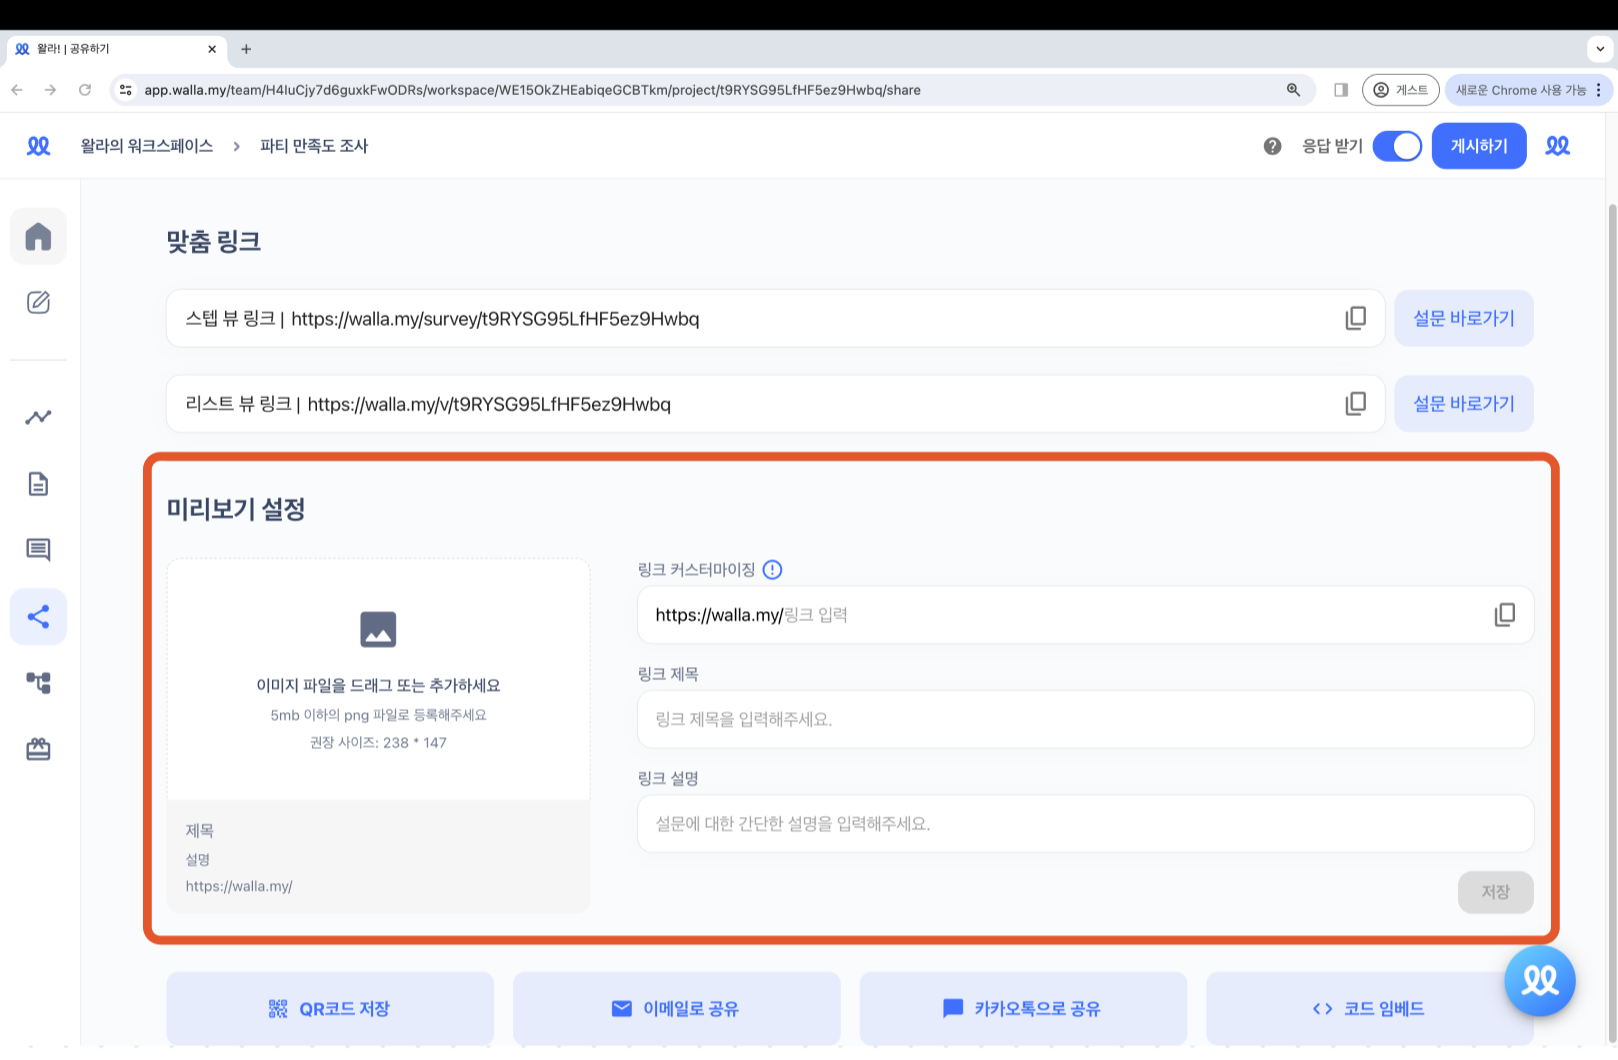 왈라! | 공유하기
app.walla.my/team/H4luCjy7d6guxkFwODRs/workspace/WE15OkZHEabiqeGCBTkm/project/t9RYSG95LfHF5ez9Hwbq/share
게스트
새로운 Chrome 사용 가능
왈라의 워크스페이스 > 파티 만족도 조사
응답 받기
게시하기
맞춤 링크
스텝 뷰 링크 | https://walla.my/survey/t9RYSG95LfHF5ez9Hwbq
설문 바로가기
리스트 뷰 링크 | https://walla.my/v/t9RYSG95LfHF5ez9Hwbq
설문 바로가기
미리보기 설정
이미지 파일을 드래그 또는 추가하세요
5mb 이하의 png 파일로 등록해주세요
권장 사이즈: 238 * 147
제목
설명
https://walla.my/
링크 커스터마이징
https://walla.my/링크 입력
링크 제목
링크 제목을 입력해주세요.
링크 설명
설문에 대한 간단한 설명을 입력해주세요.
저장
QR코드 저장
이메일로 공유
카카오톡으로 공유
코드 임베드